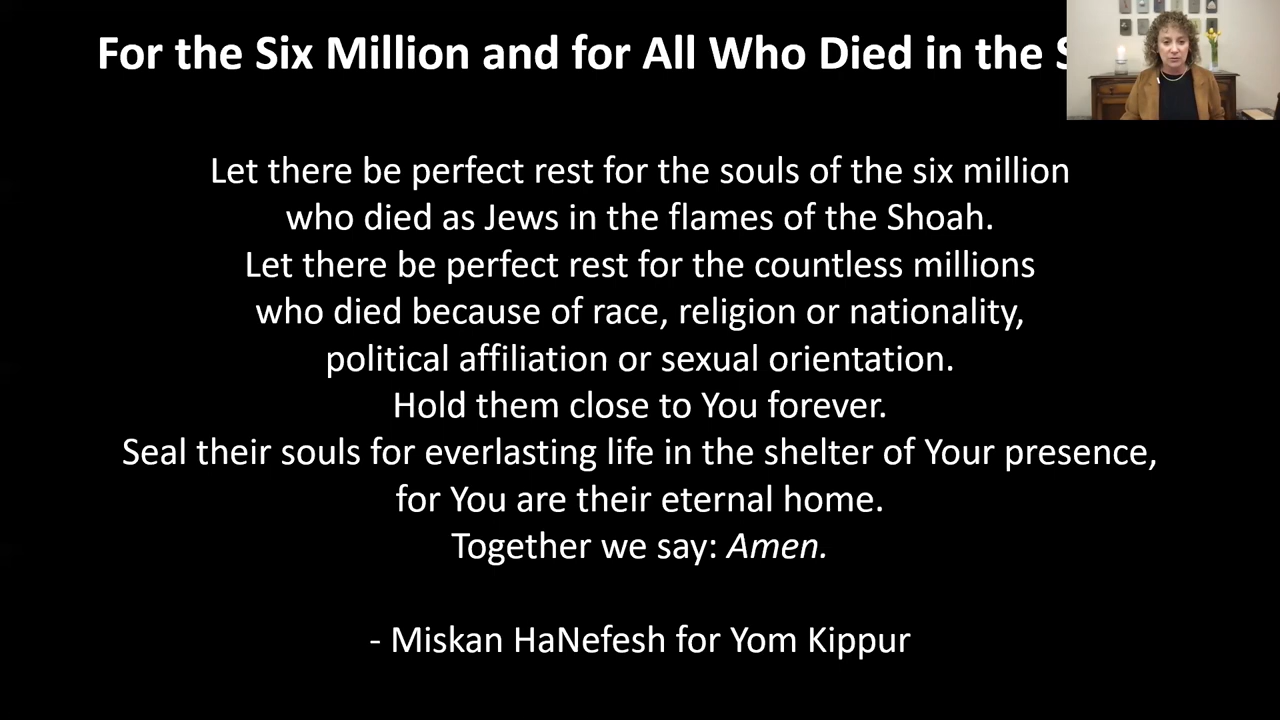 For the Six Million and for All Who Died in the
Let there be perfect rest for the souls of the six million
who died as Jews in the flames of the Shoah.
Let there be perfect rest for the countless millions
who died because of race, religion or nationality,
political affiliation or sexual orientation.
Hold them close to You forever.
Seal their souls for everlasting life in the shelter of Your presence,
for You are their eternal home.
Together we say: Amen.
- Miskan HaNefesh for Yom Kippur